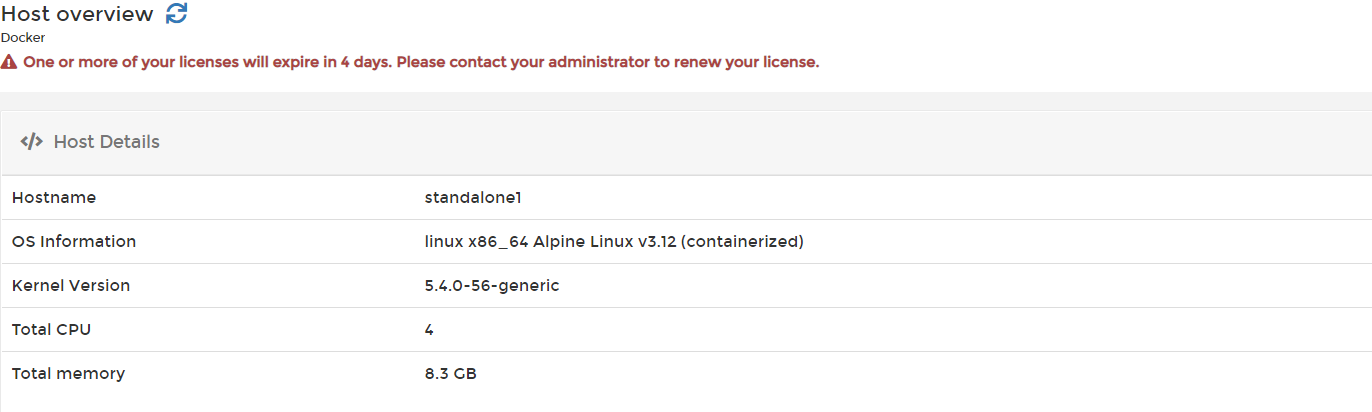 Host overview
Docker
One or more of your licenses will expire in 4 days. Please contact your administrator to renew your license.
</> Host Details
Hostname standalone1
OS Information linux x86_64 Alpine Linux v3.12 (containerized)
Kernel Version 5.4.0-56-generic
Total CPU 4
Total memory 8.3 GB